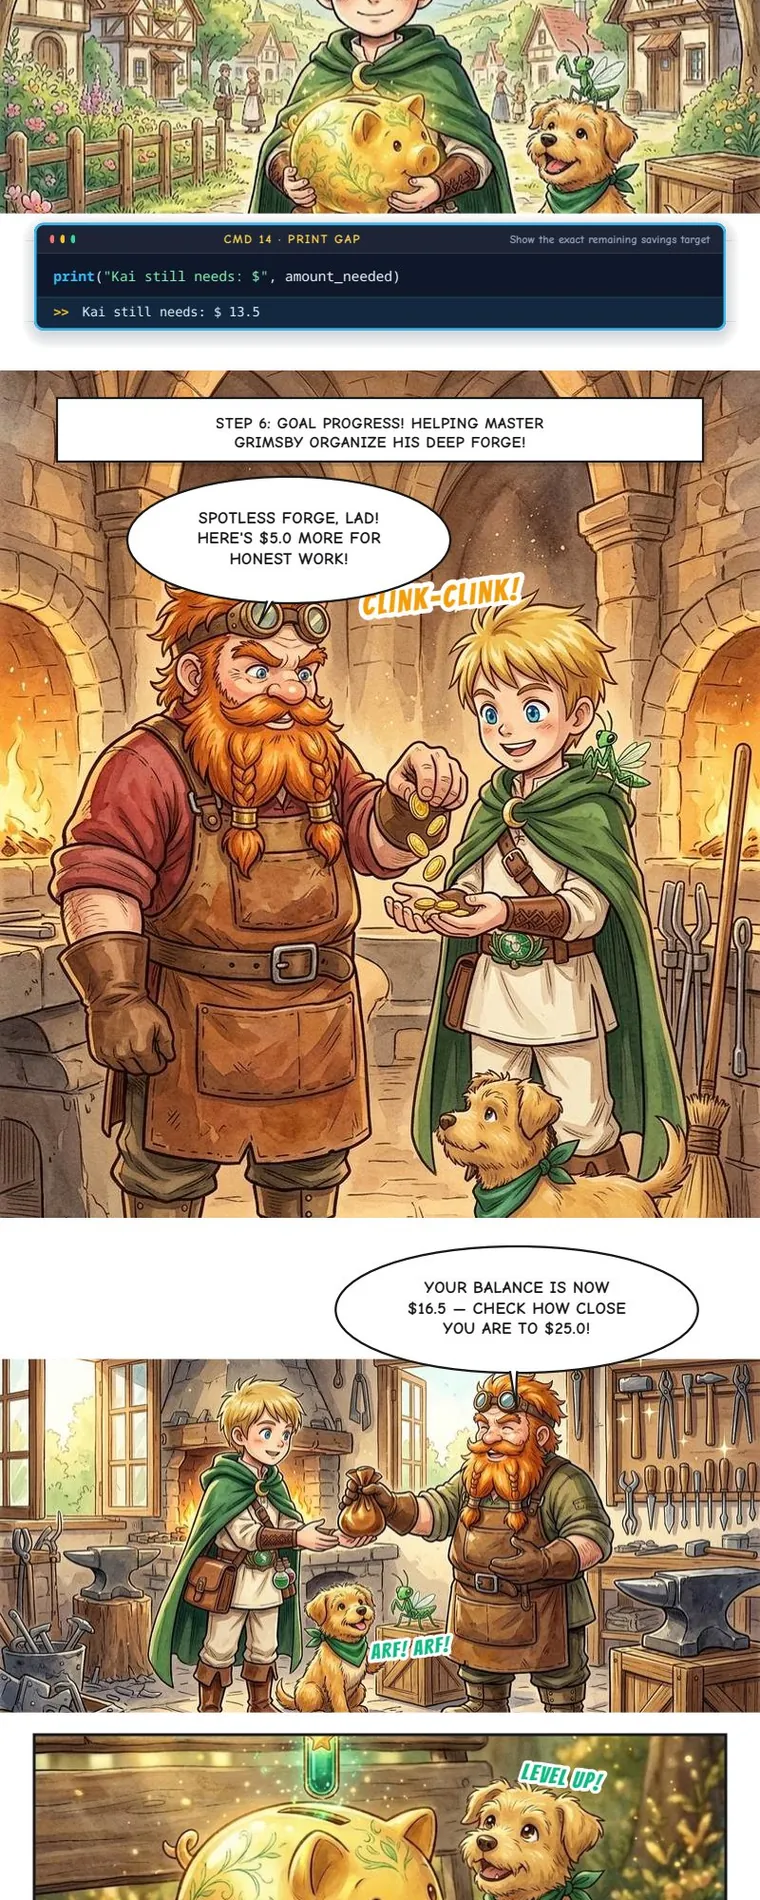 CMD 14 · PRINT GAP
Show the exact remaining savings target
print("Kai still needs: $", amount_needed)
>> Kai still needs: $ 13.5
STEP 6: GOAL PROGRESS! HELPING MASTER
GRIMSBY ORGANIZE HIS DEEP FORGE!
SPOTLESS FORGE, LAD!
HERE'S $5.0 MORE FOR
HONEST WORK!
CLINK-CLINK!
YOUR BALANCE IS NOW
$16.5 — CHECK HOW CLOSE
YOU ARE TO $25.0!
ARF! ARF!
LEVEL UP!